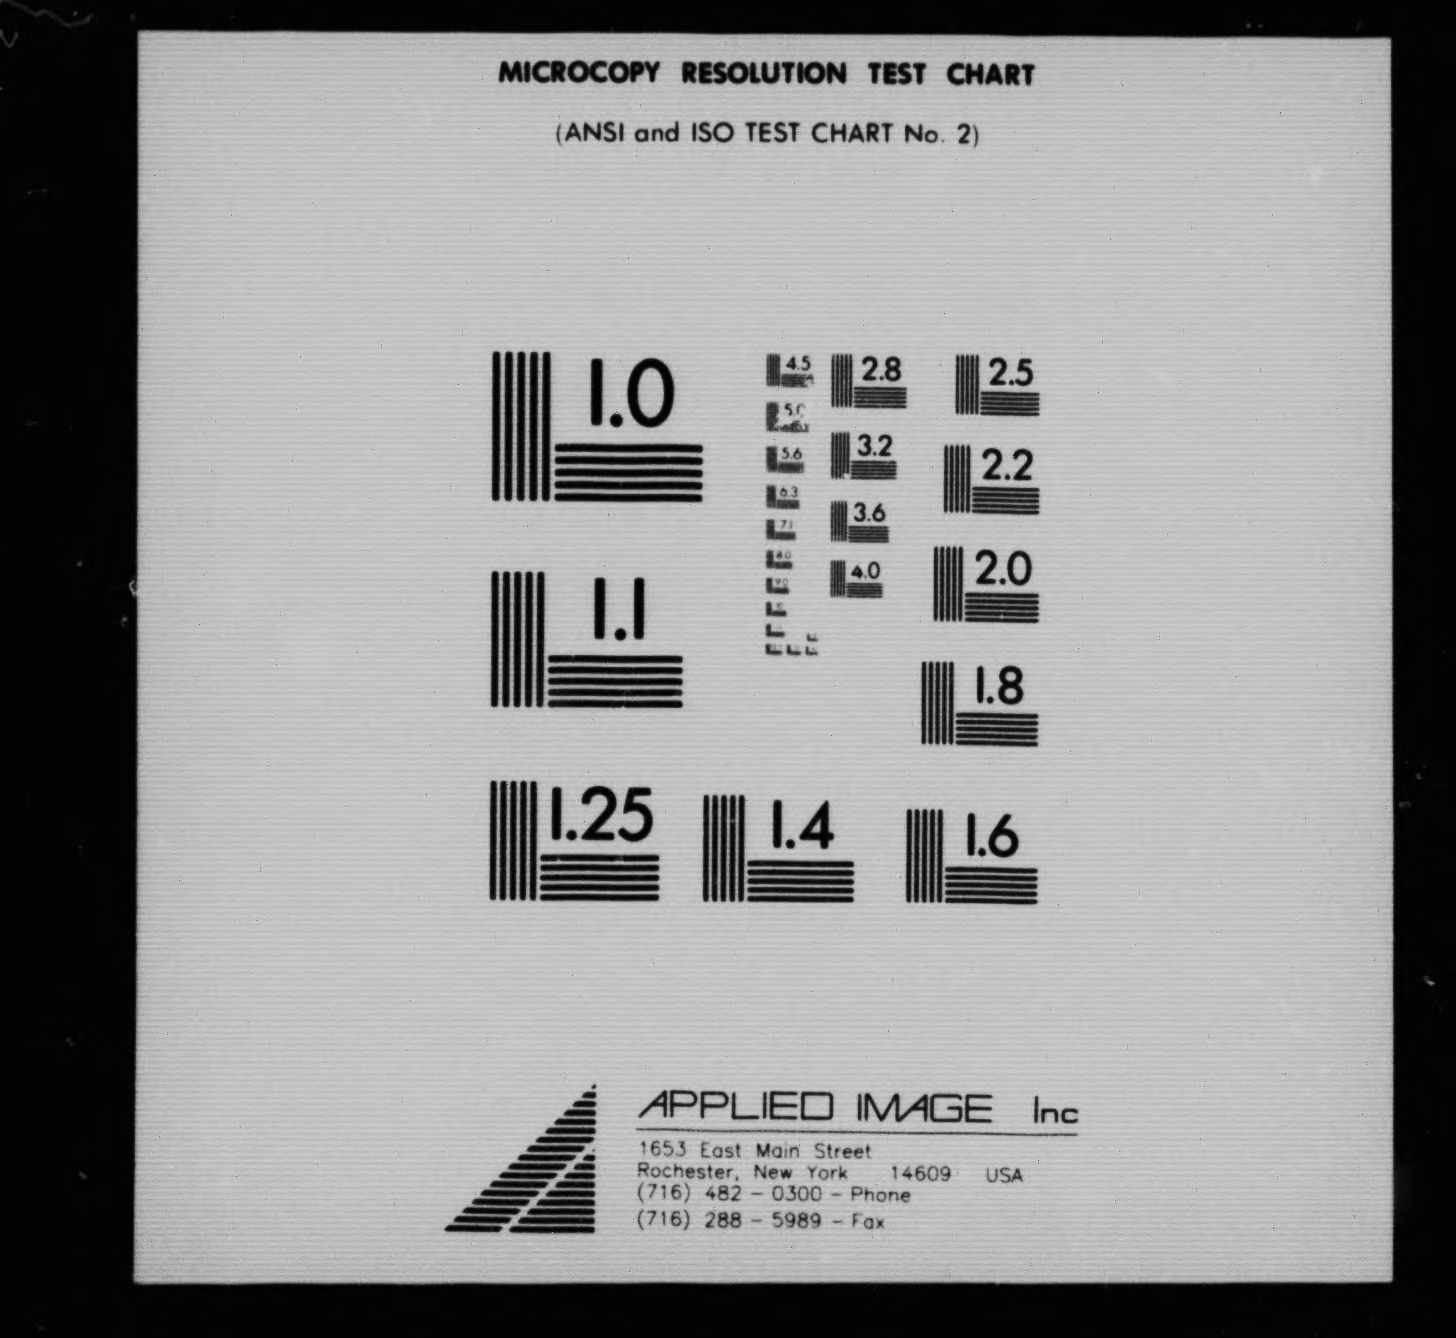 MICROCOPY RESOLUTION TEST CHART
(ANSI and ISO TEST CHART No. 2)
1.0
1.1
1.25
1.4
1.6
1.8
2.0
2.2
2.5
2.8
3.2
3.6
4.0
4.5
5.0
5.6
6.3
7.1
8.0
9.0
APPLIED IMAGE Inc
1653 East Main Street
Rochester, New York 14609 USA
(716) 482 - 0300 - Phone
(716) 288 - 5989 - Fax